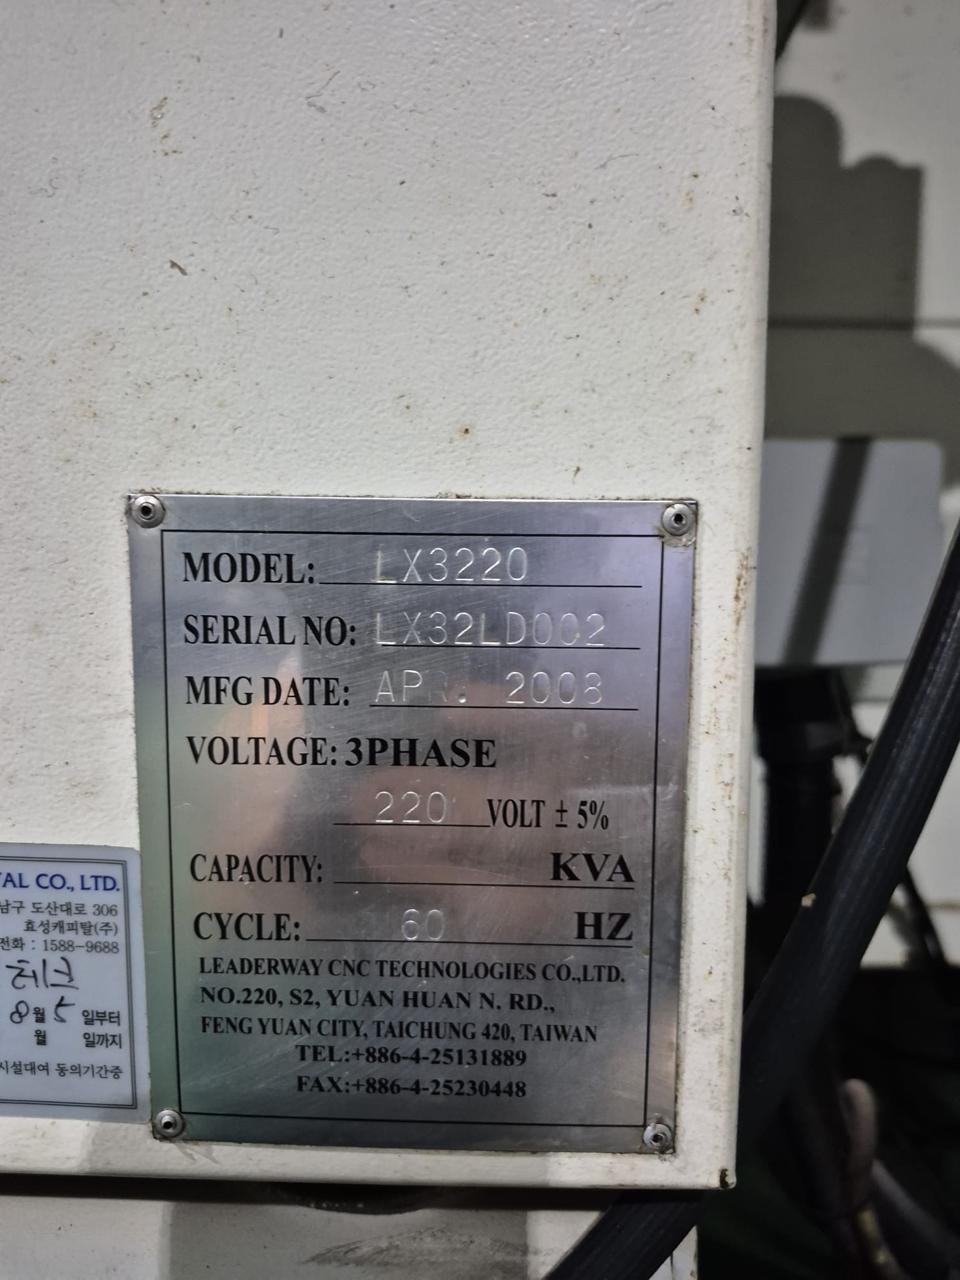 MODEL: LX3220
SERIAL NO: LX32LD002
MFG DATE: APR. 2008
VOLTAGE: 3PHASE
220 VOLT ± 5%
CAPACITY: KVA
CYCLE: 60 HZ
LEADERWAY CNC TECHNOLOGIES CO.,LTD.
NO.220, S2, YUAN HUAN N. RD.,
FENG YUAN CITY, TAICHUNG 420, TAIWAN
TEL:+886-4-25131889
FAX:+886-4-25230448
CO., LTD.
남구 도산대로 306
효성캐피탈(주)
전화 : 1588-9688
8월 5 일부터
월 일까지
시설대여 동의기간중